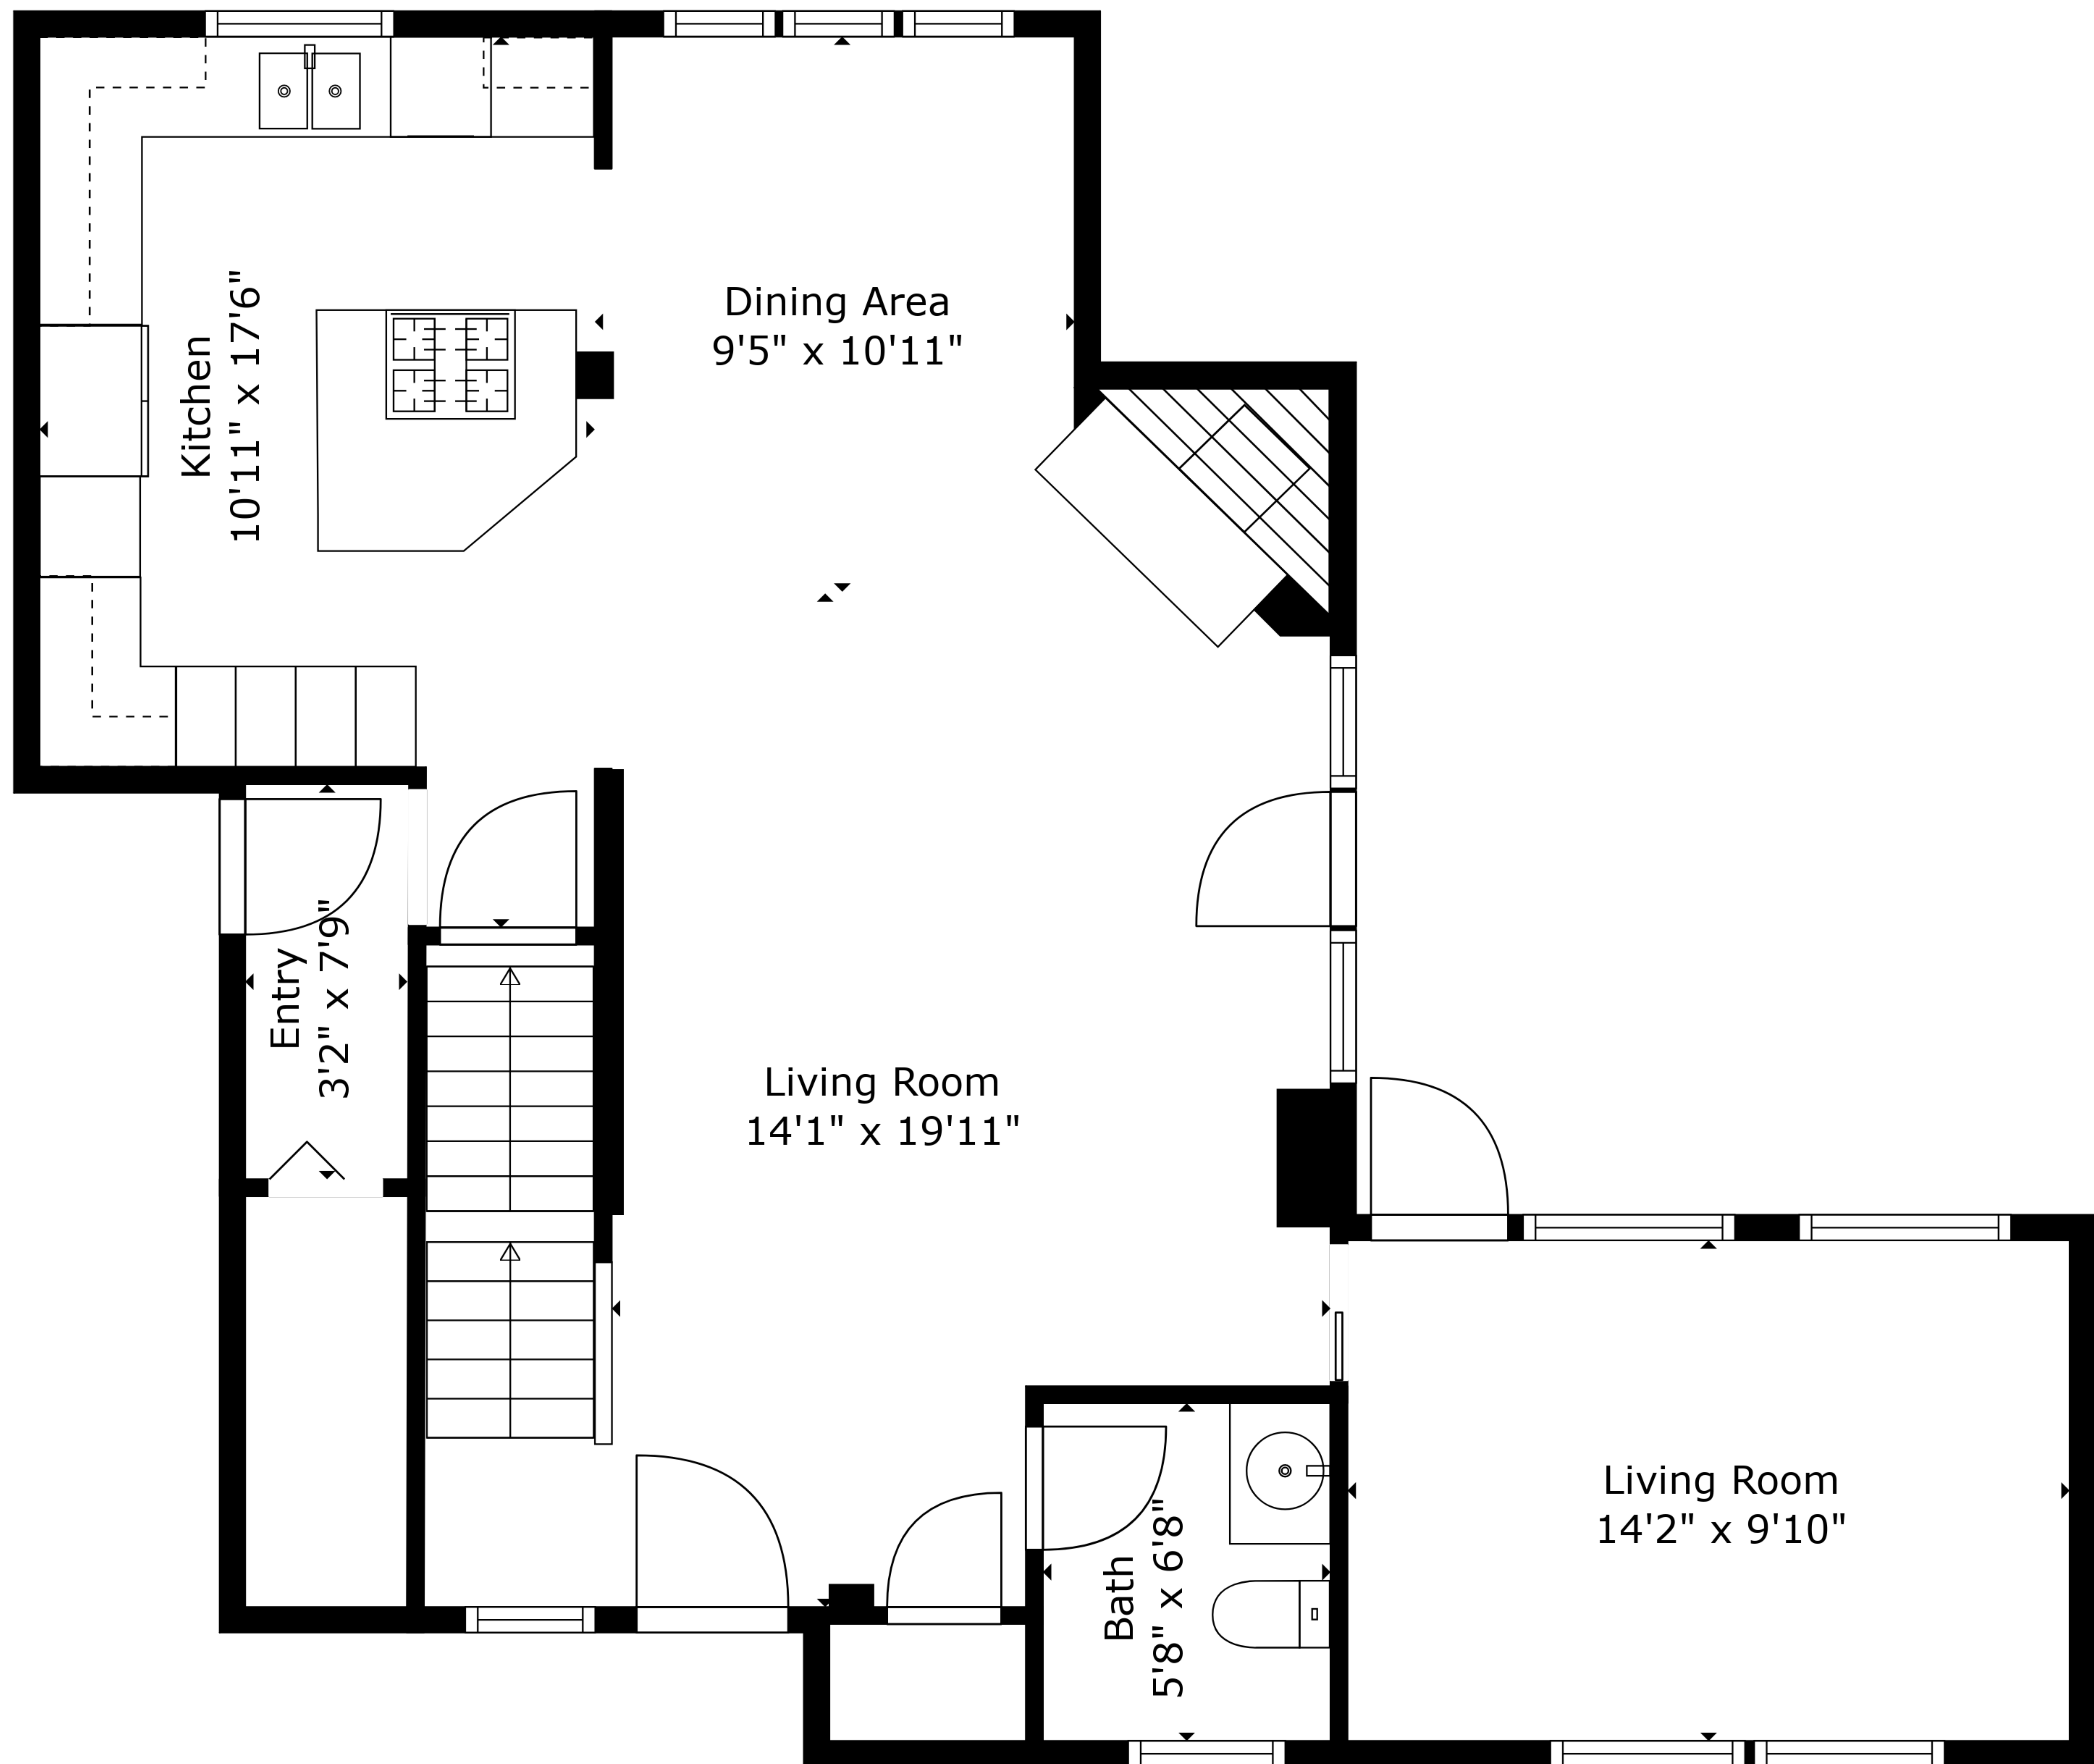 Dining Area
9'5" x 10'11"
Kitchen
10'11" x 17'6"
Entry
3'2" x 7'9"
Living Room
14'1" x 19'11"
Living Room
14'2" x 9'10"
Bath
5'8" x 6'8"